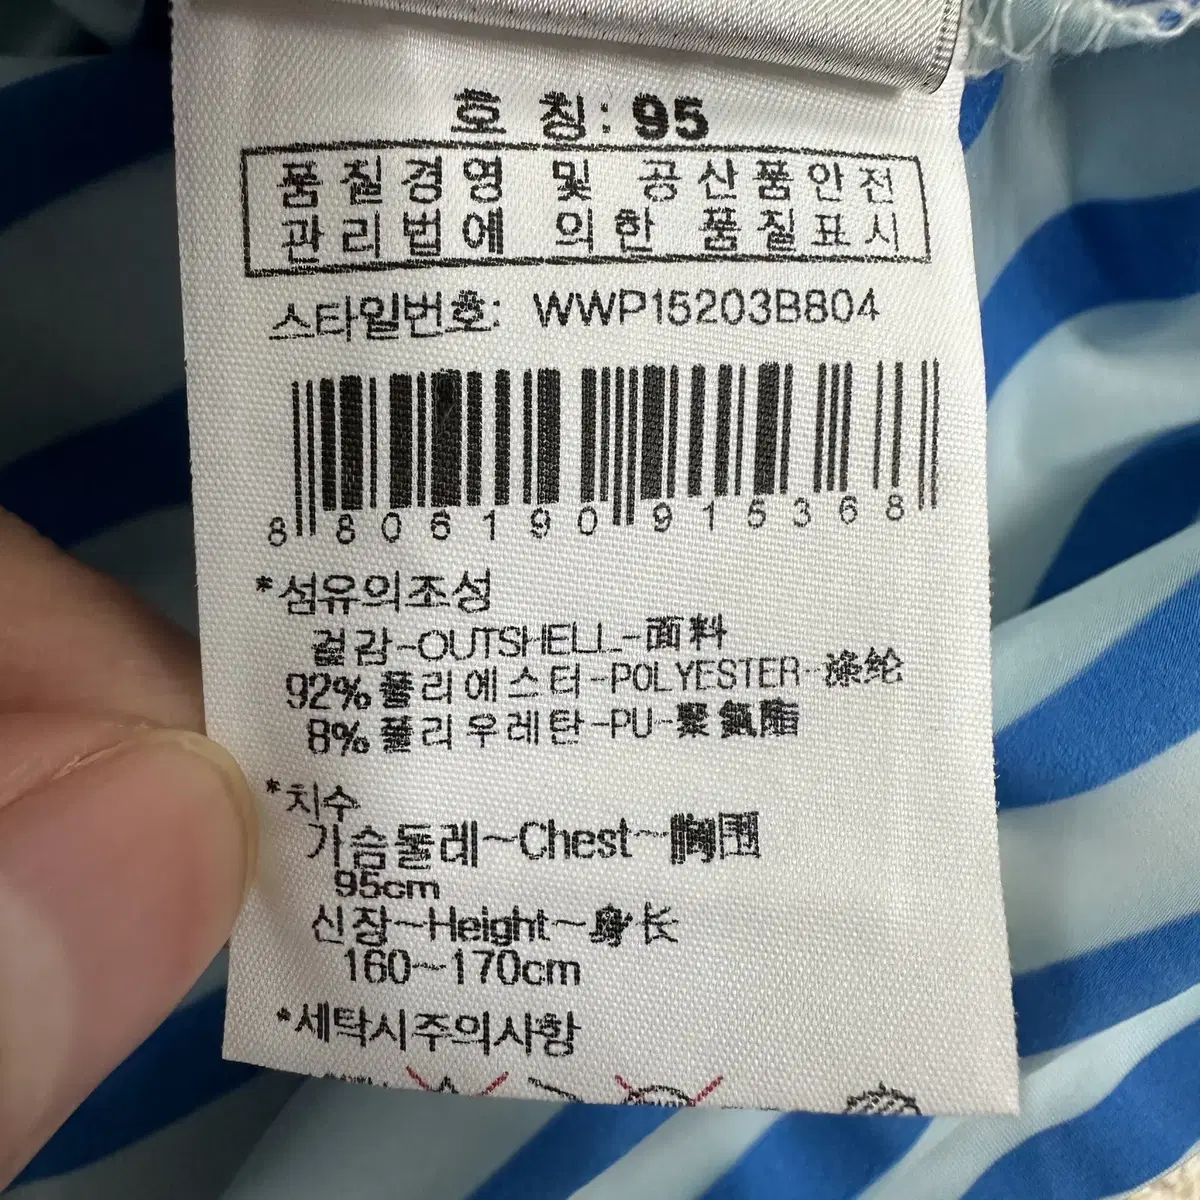 호 칭: 95
품질경영 및 공산품안전
관리법에 의한 품질표시
스타일번호: WWP15203B804
8 806190 915368
*섬유의조성
겉감-OUTSHELL-面料
92%폴리에스터-POLYESTER-涤纶
8%폴리우레탄-PU-聚氨酯
*치수
가슴둘레~Chest~胸围
95cm
신장~Height~身长
160~170cm
*세탁시주의사항